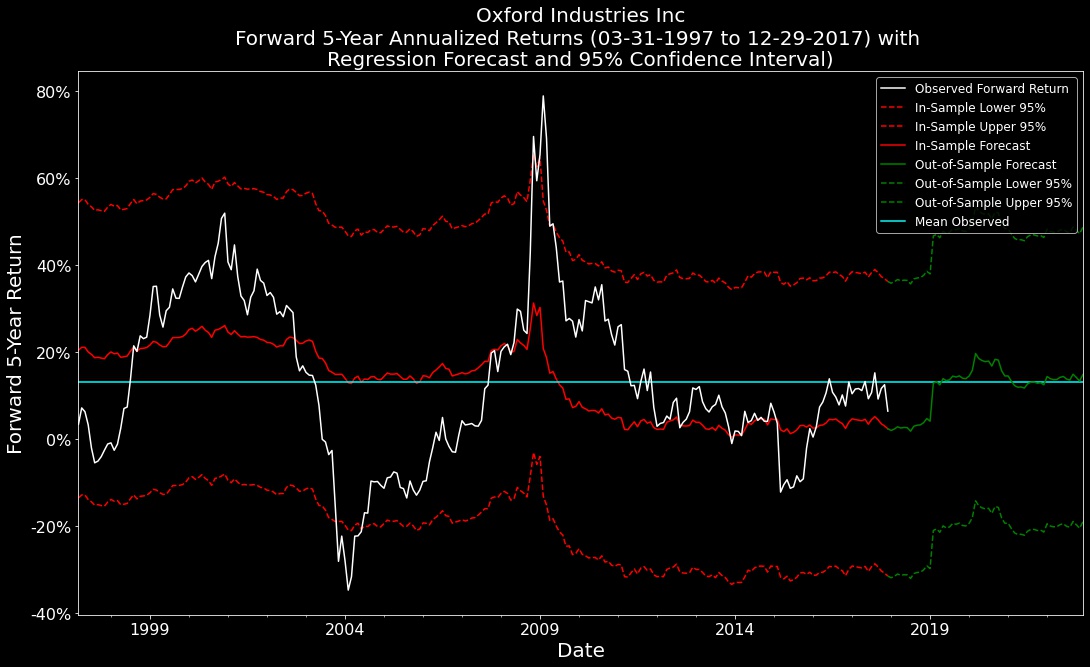 Oxford Industries Inc
Forward 5-Year Annualized Returns (03-31-1997 to 12-29-2017) with
Regression Forecast and 95% Confidence Interval)
Forward 5-Year Return
80%
60%
40%
20%
0%
-20%
-40%
Observed Forward Return
In-Sample Lower 95%
In-Sample Upper 95%
In-Sample Forecast
Out-of-Sample Forecast
Out-of-Sample Lower 95%
Out-of-Sample Upper 95%
Mean Observed
1999
2004
2009
2014
2019
Date